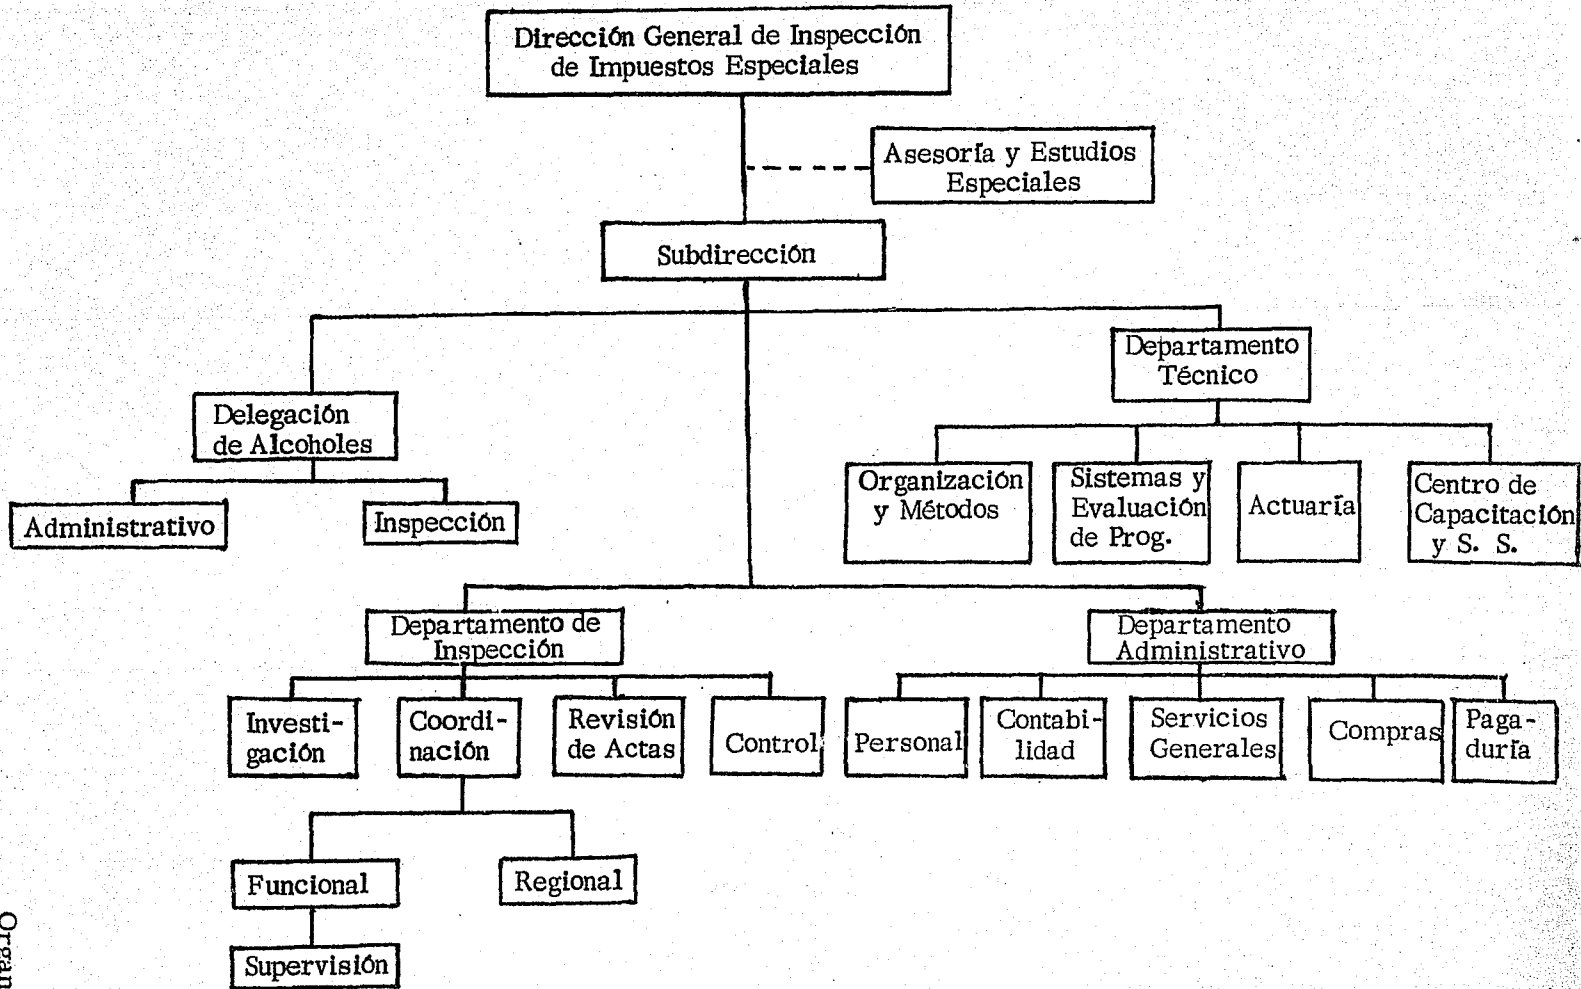 Dirección General de Inspección
de Impuestos Especiales
Asesoría y Estudios
Especiales
Subdirección
Departamento
Técnico
Delegación
de Alcoholes
Organización
y Métodos
Sistemas y
Evaluación
de Prog.
Actuaría
Centro de
Capacitación
y S. S.
Administrativo
Inspección
Departamento de
Inspección
Departamento
Administrativo
Investi-
gación
Coordi-
nación
Revisión
de Actas
Control
Personal
Contabi-
lidad
Servicios
Generales
Compras
Paga-
duría
Funcional
Regional
Supervisión
Organ